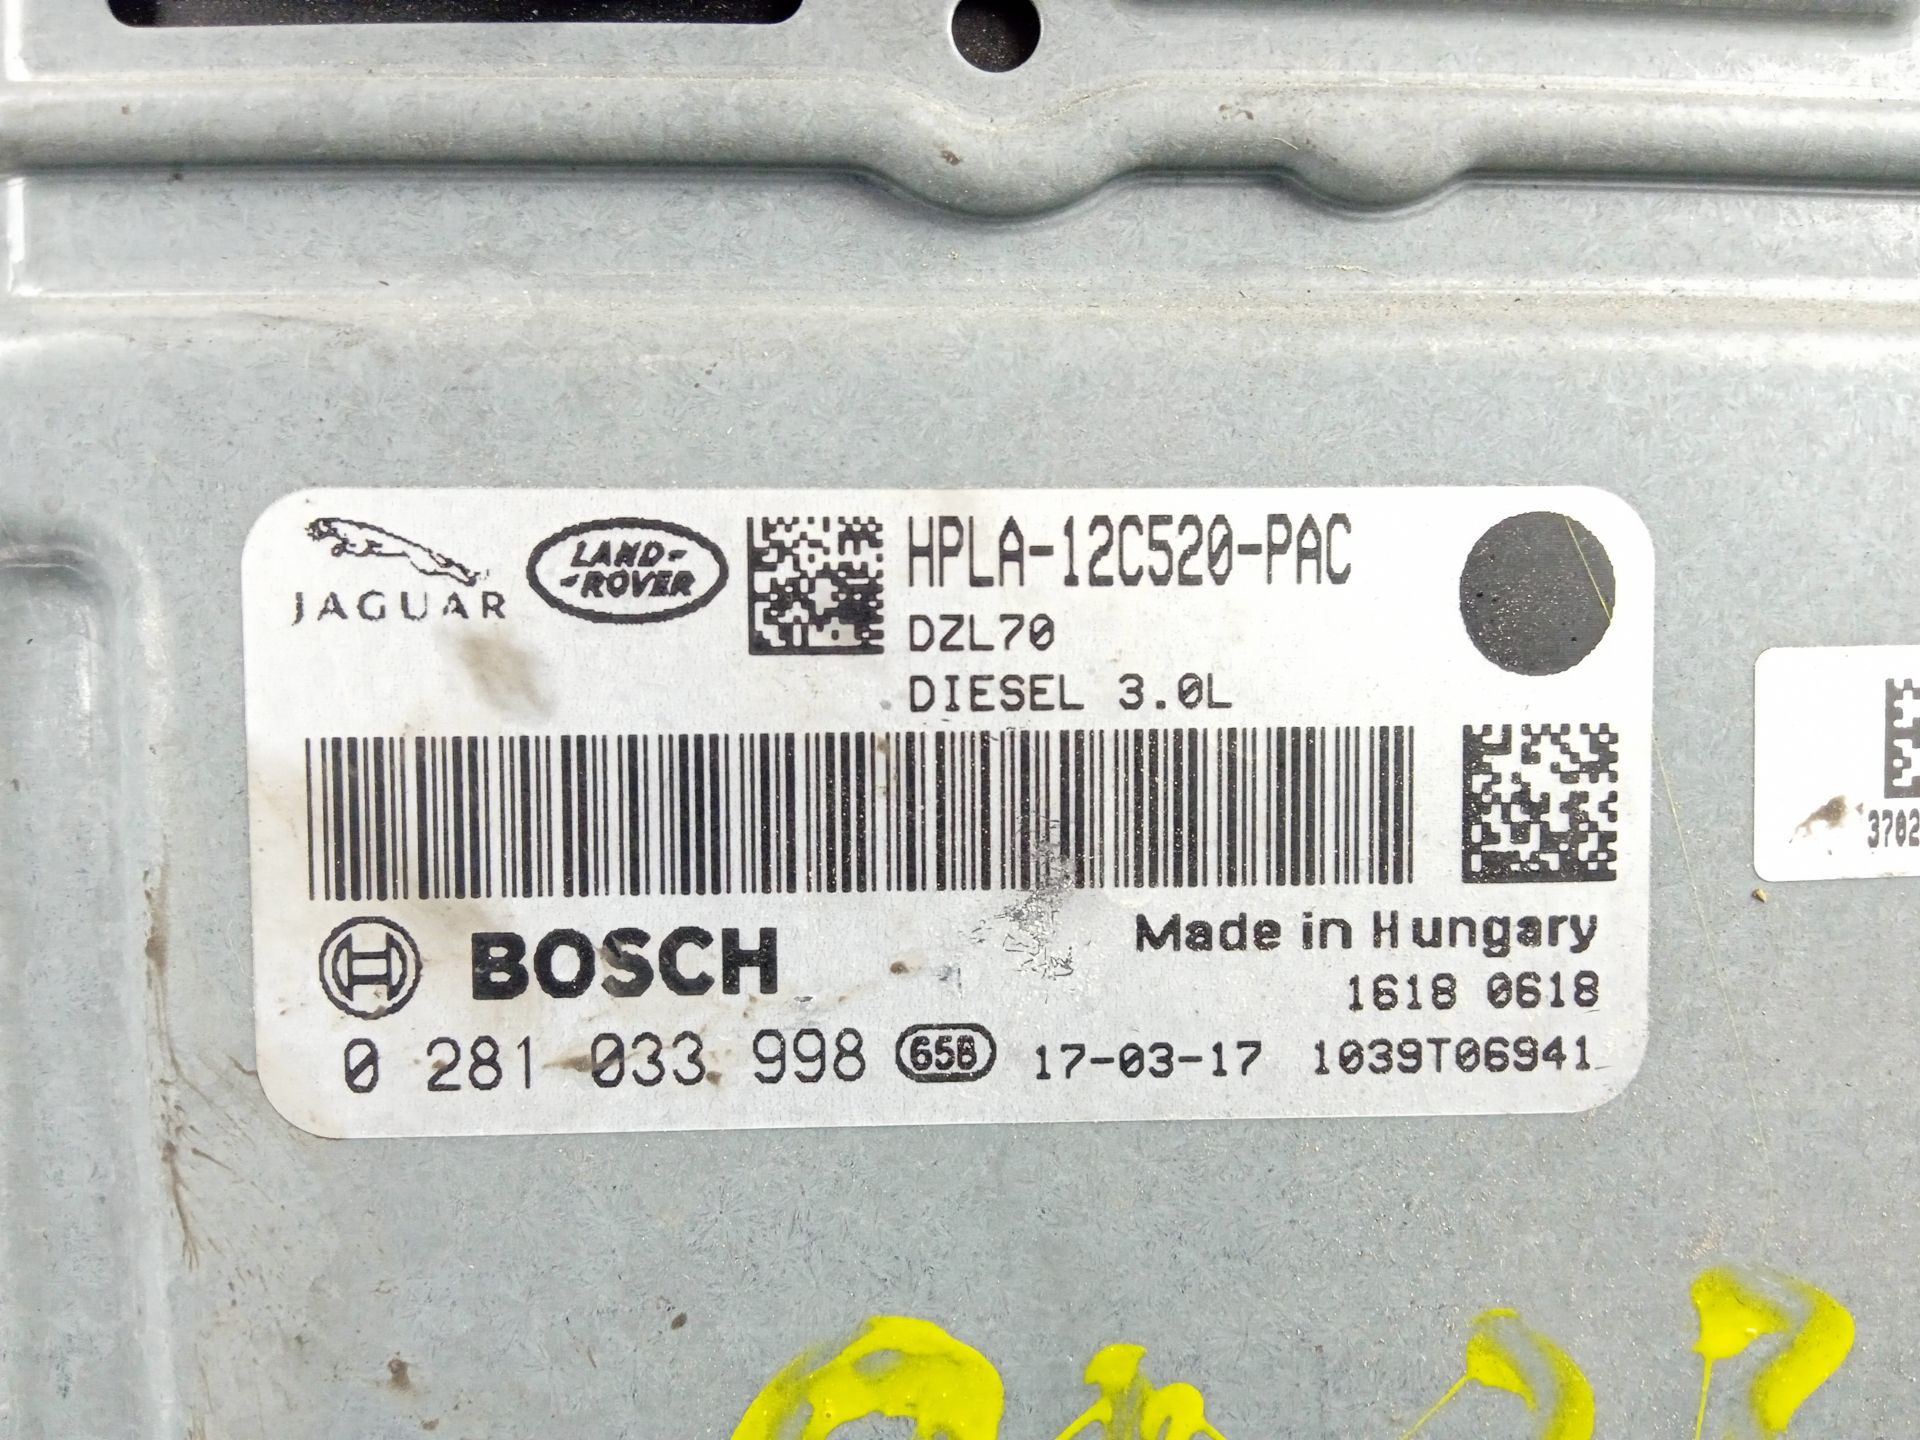 JAGUAR
LAND-
-ROVER
HPLA-12C520-PAC
DZL70
DIESEL 3.0L
BOSCH
Made in Hungary
1618 0618
0 281 033 998 65B 17-03-17 1039T06941
3702